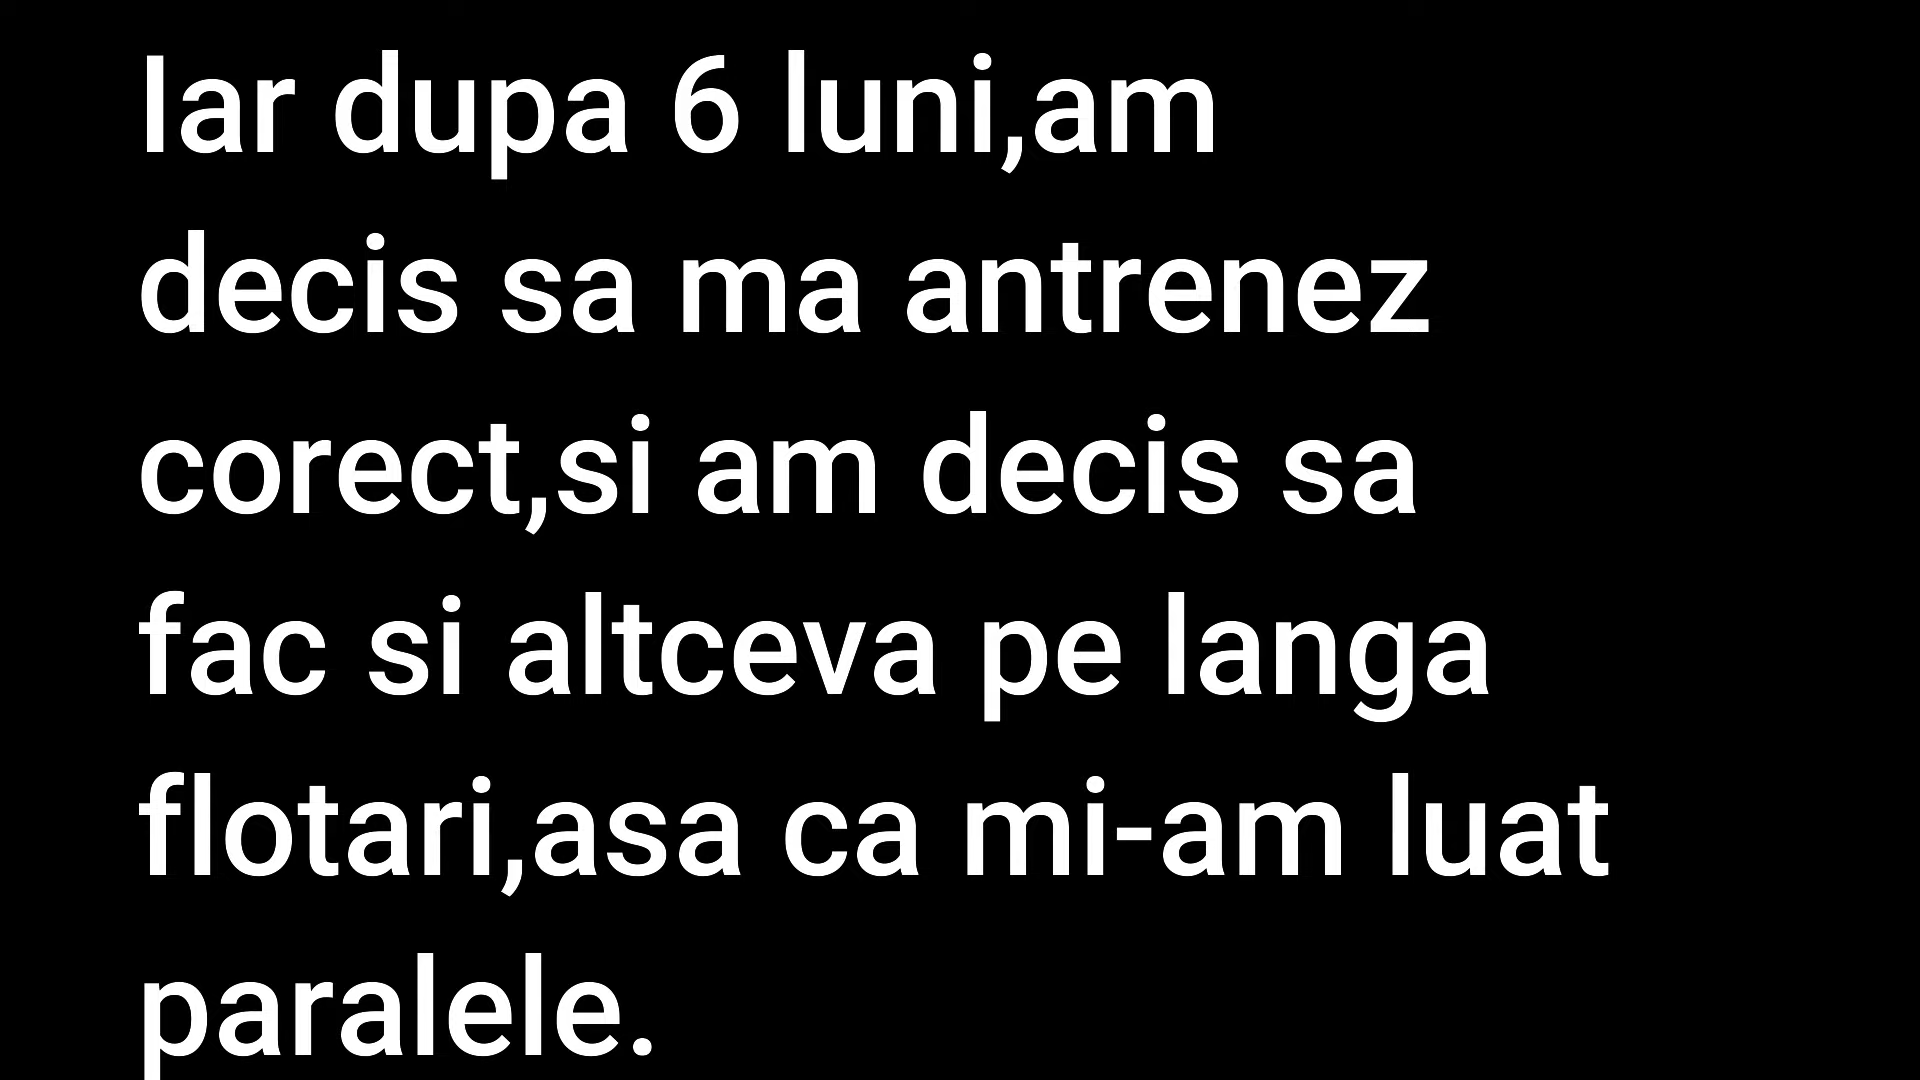 Iar dupa 6 luni,am
decis sa ma antrenez
corect,si am decis sa
fac si altceva pe langa
flotari,asa ca mi-am luat
paralele.